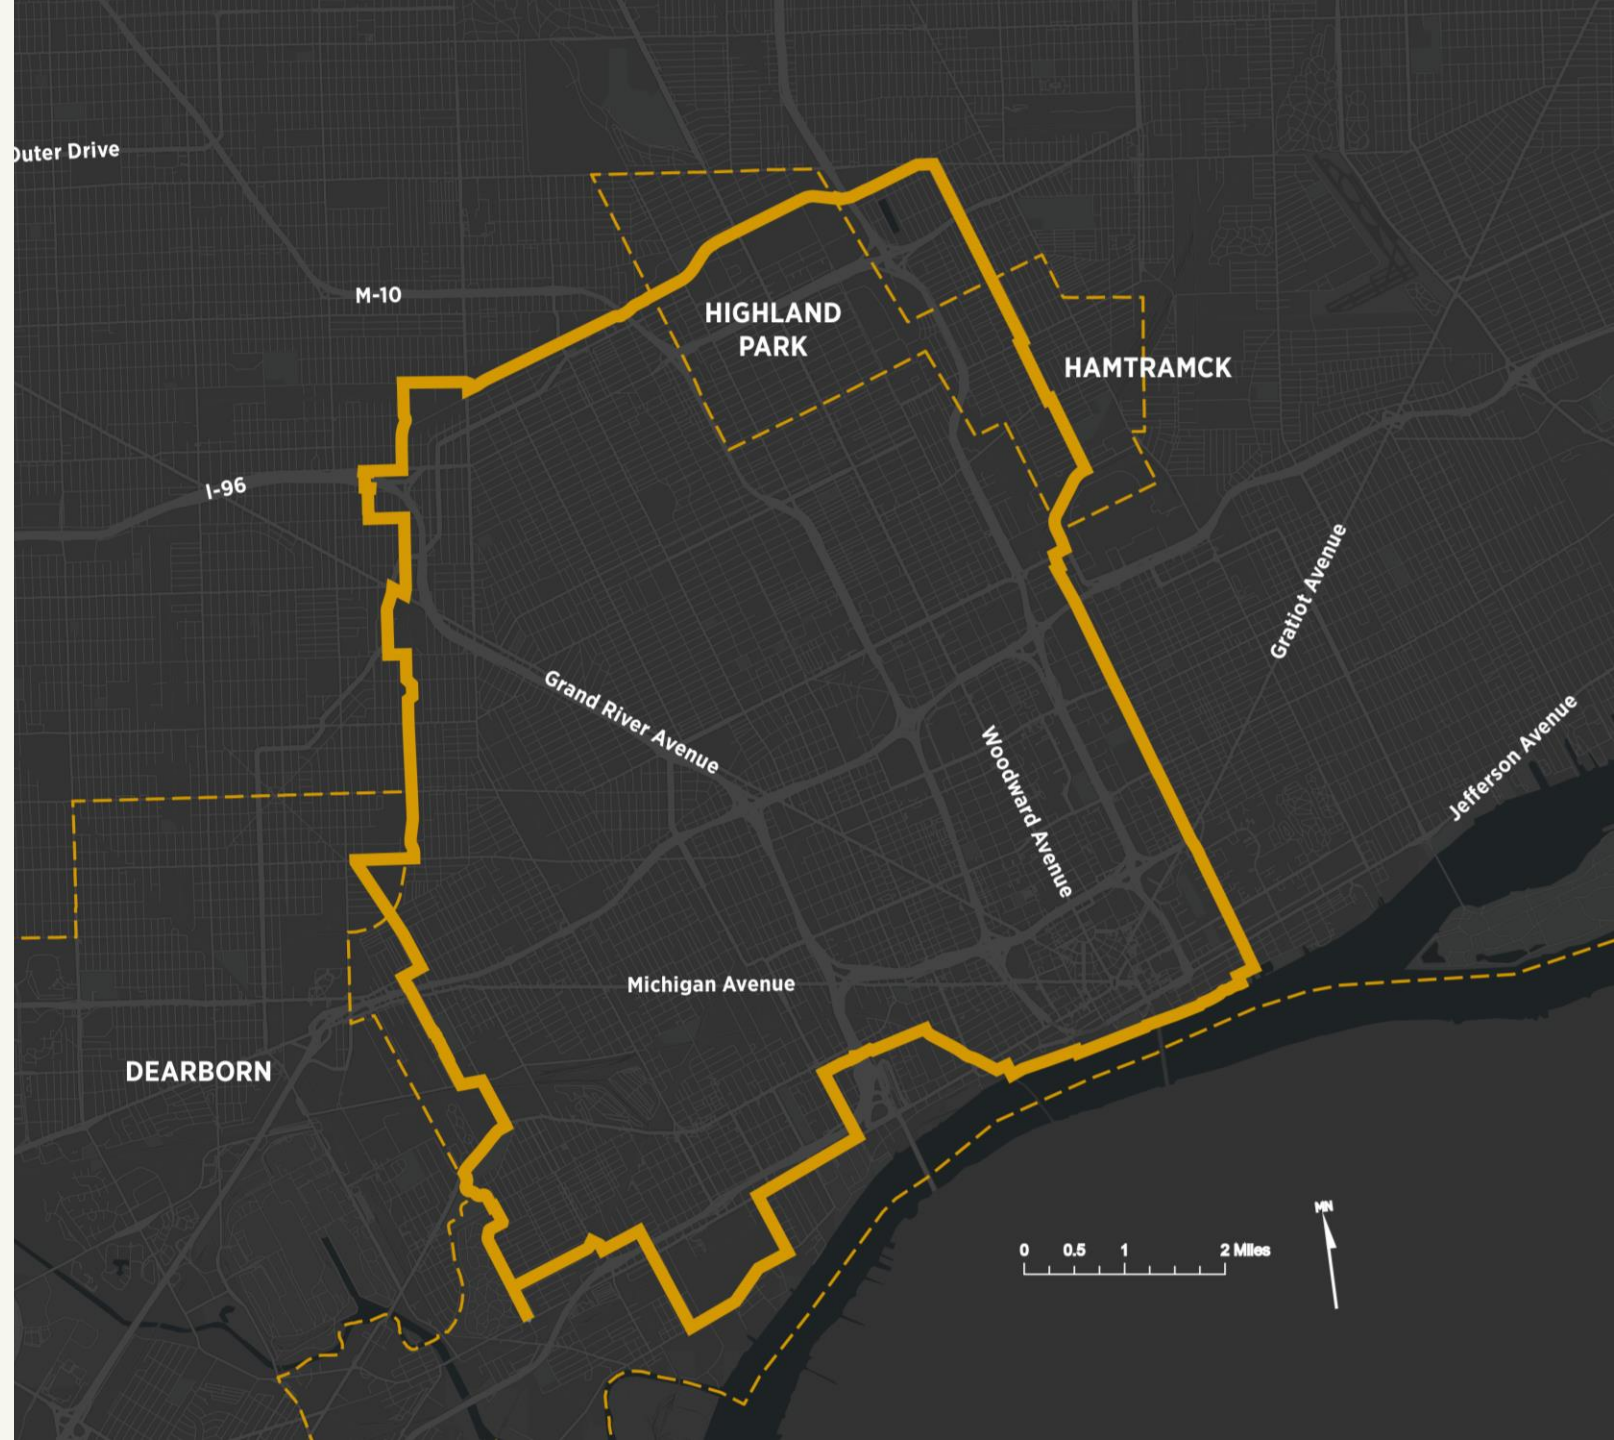 Outer Drive
M-10
HIGHLAND
PARK
HAMTRAMCK
I-96
Gratiot Avenue
Grand River Avenue
Woodward Avenue
Jefferson Avenue
Michigan Avenue
DEARBORN
MN
0 0.5 1 2 Miles